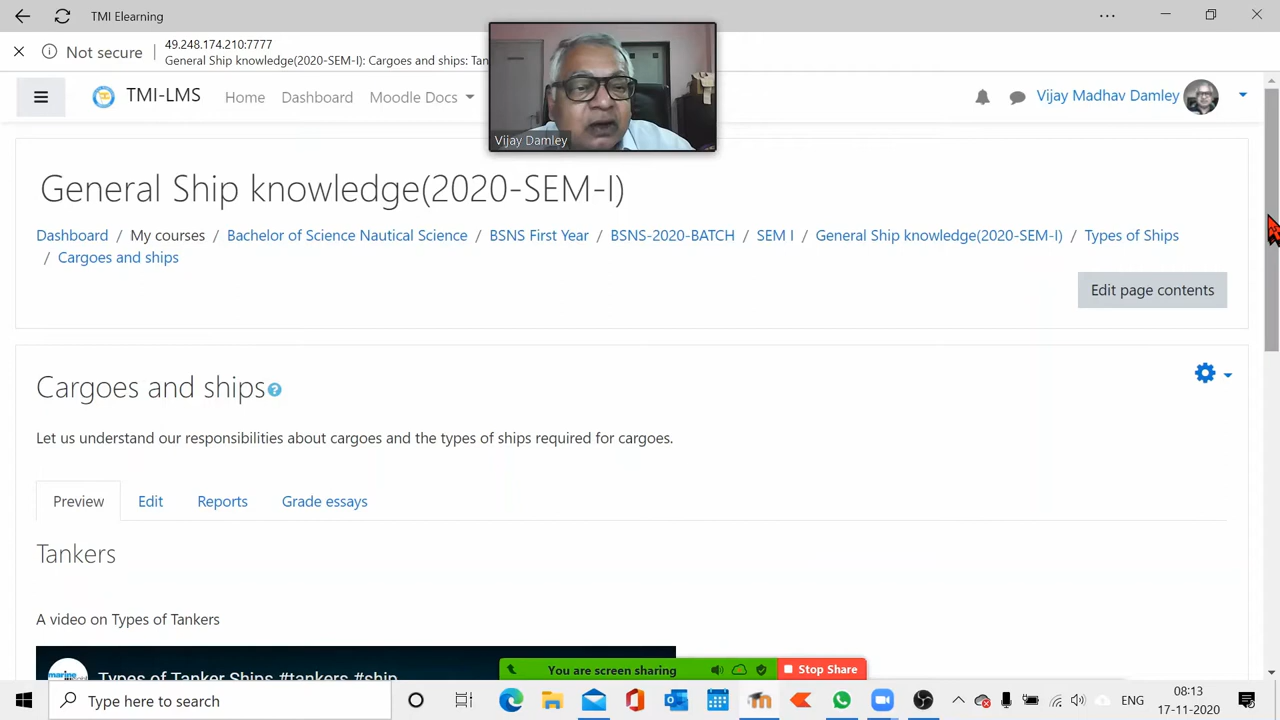 TMI Elearning
Not secure
49.248.174.210:7777
General Ship knowledge(2020-SEM-I): Cargoes and ships: Tan
TMI-LMS
Home
Dashboard
Moodle Docs
Vijay Damley
Vijay Madhav Damley
General Ship knowledge(2020-SEM-I)
Dashboard / My courses / Bachelor of Science Nautical Science / BSNS First Year / BSNS-2020-BATCH / SEM I / General Ship knowledge(2020-SEM-I) / Types of Ships
/ Cargoes and ships
Edit page contents
Cargoes and ships
Let us understand our responsibilities about cargoes and the types of ships required for cargoes.
Preview
Edit
Reports
Grade essays
Tankers
A video on Types of Tankers
marine
Types of Tanker Ships #tankers #ship
You are screen sharing
Stop Share
Type here to search
ENG
08:13
17-11-2020